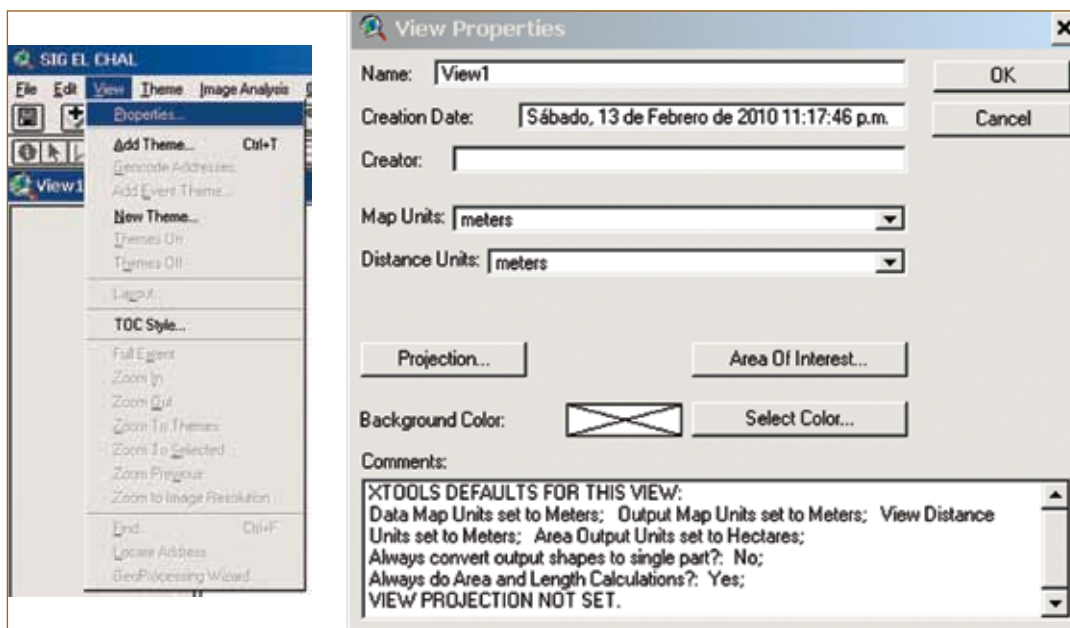 SIG EL CHAL
File Edit View Theme Image Analysis
Properties...
Add Theme... Ctrl+T
Geocode Addresses...
Add Event Theme...
New Theme...
Themes On
Themes Off
Layout...
TOC Style...
Full Extent
Zoom In
Zoom Out
Zoom To Themes
Zoom To Selected
Zoom Previous
Zoom to Image Resolution
Find... Ctrl+F
Locate Address...
GeoProcessing Wizard...
View1
View Properties
Name: View1
OK
Creation Date: Sábado, 13 de Febrero de 2010 11:17:46 p.m.
Cancel
Creator:
Map Units: meters
Distance Units: meters
Projection...
Area Of Interest...
Background Color:
Select Color...
Comments:
XTOOLS DEFAULTS FOR THIS VIEW:
Data Map Units set to Meters; Output Map Units set to Meters; View Distance
Units set to Meters; Area Output Units set to Hectares;
Always convert output shapes to single part?: No;
Always do Area and Length Calculations?: Yes;
VIEW PROJECTION NOT SET.